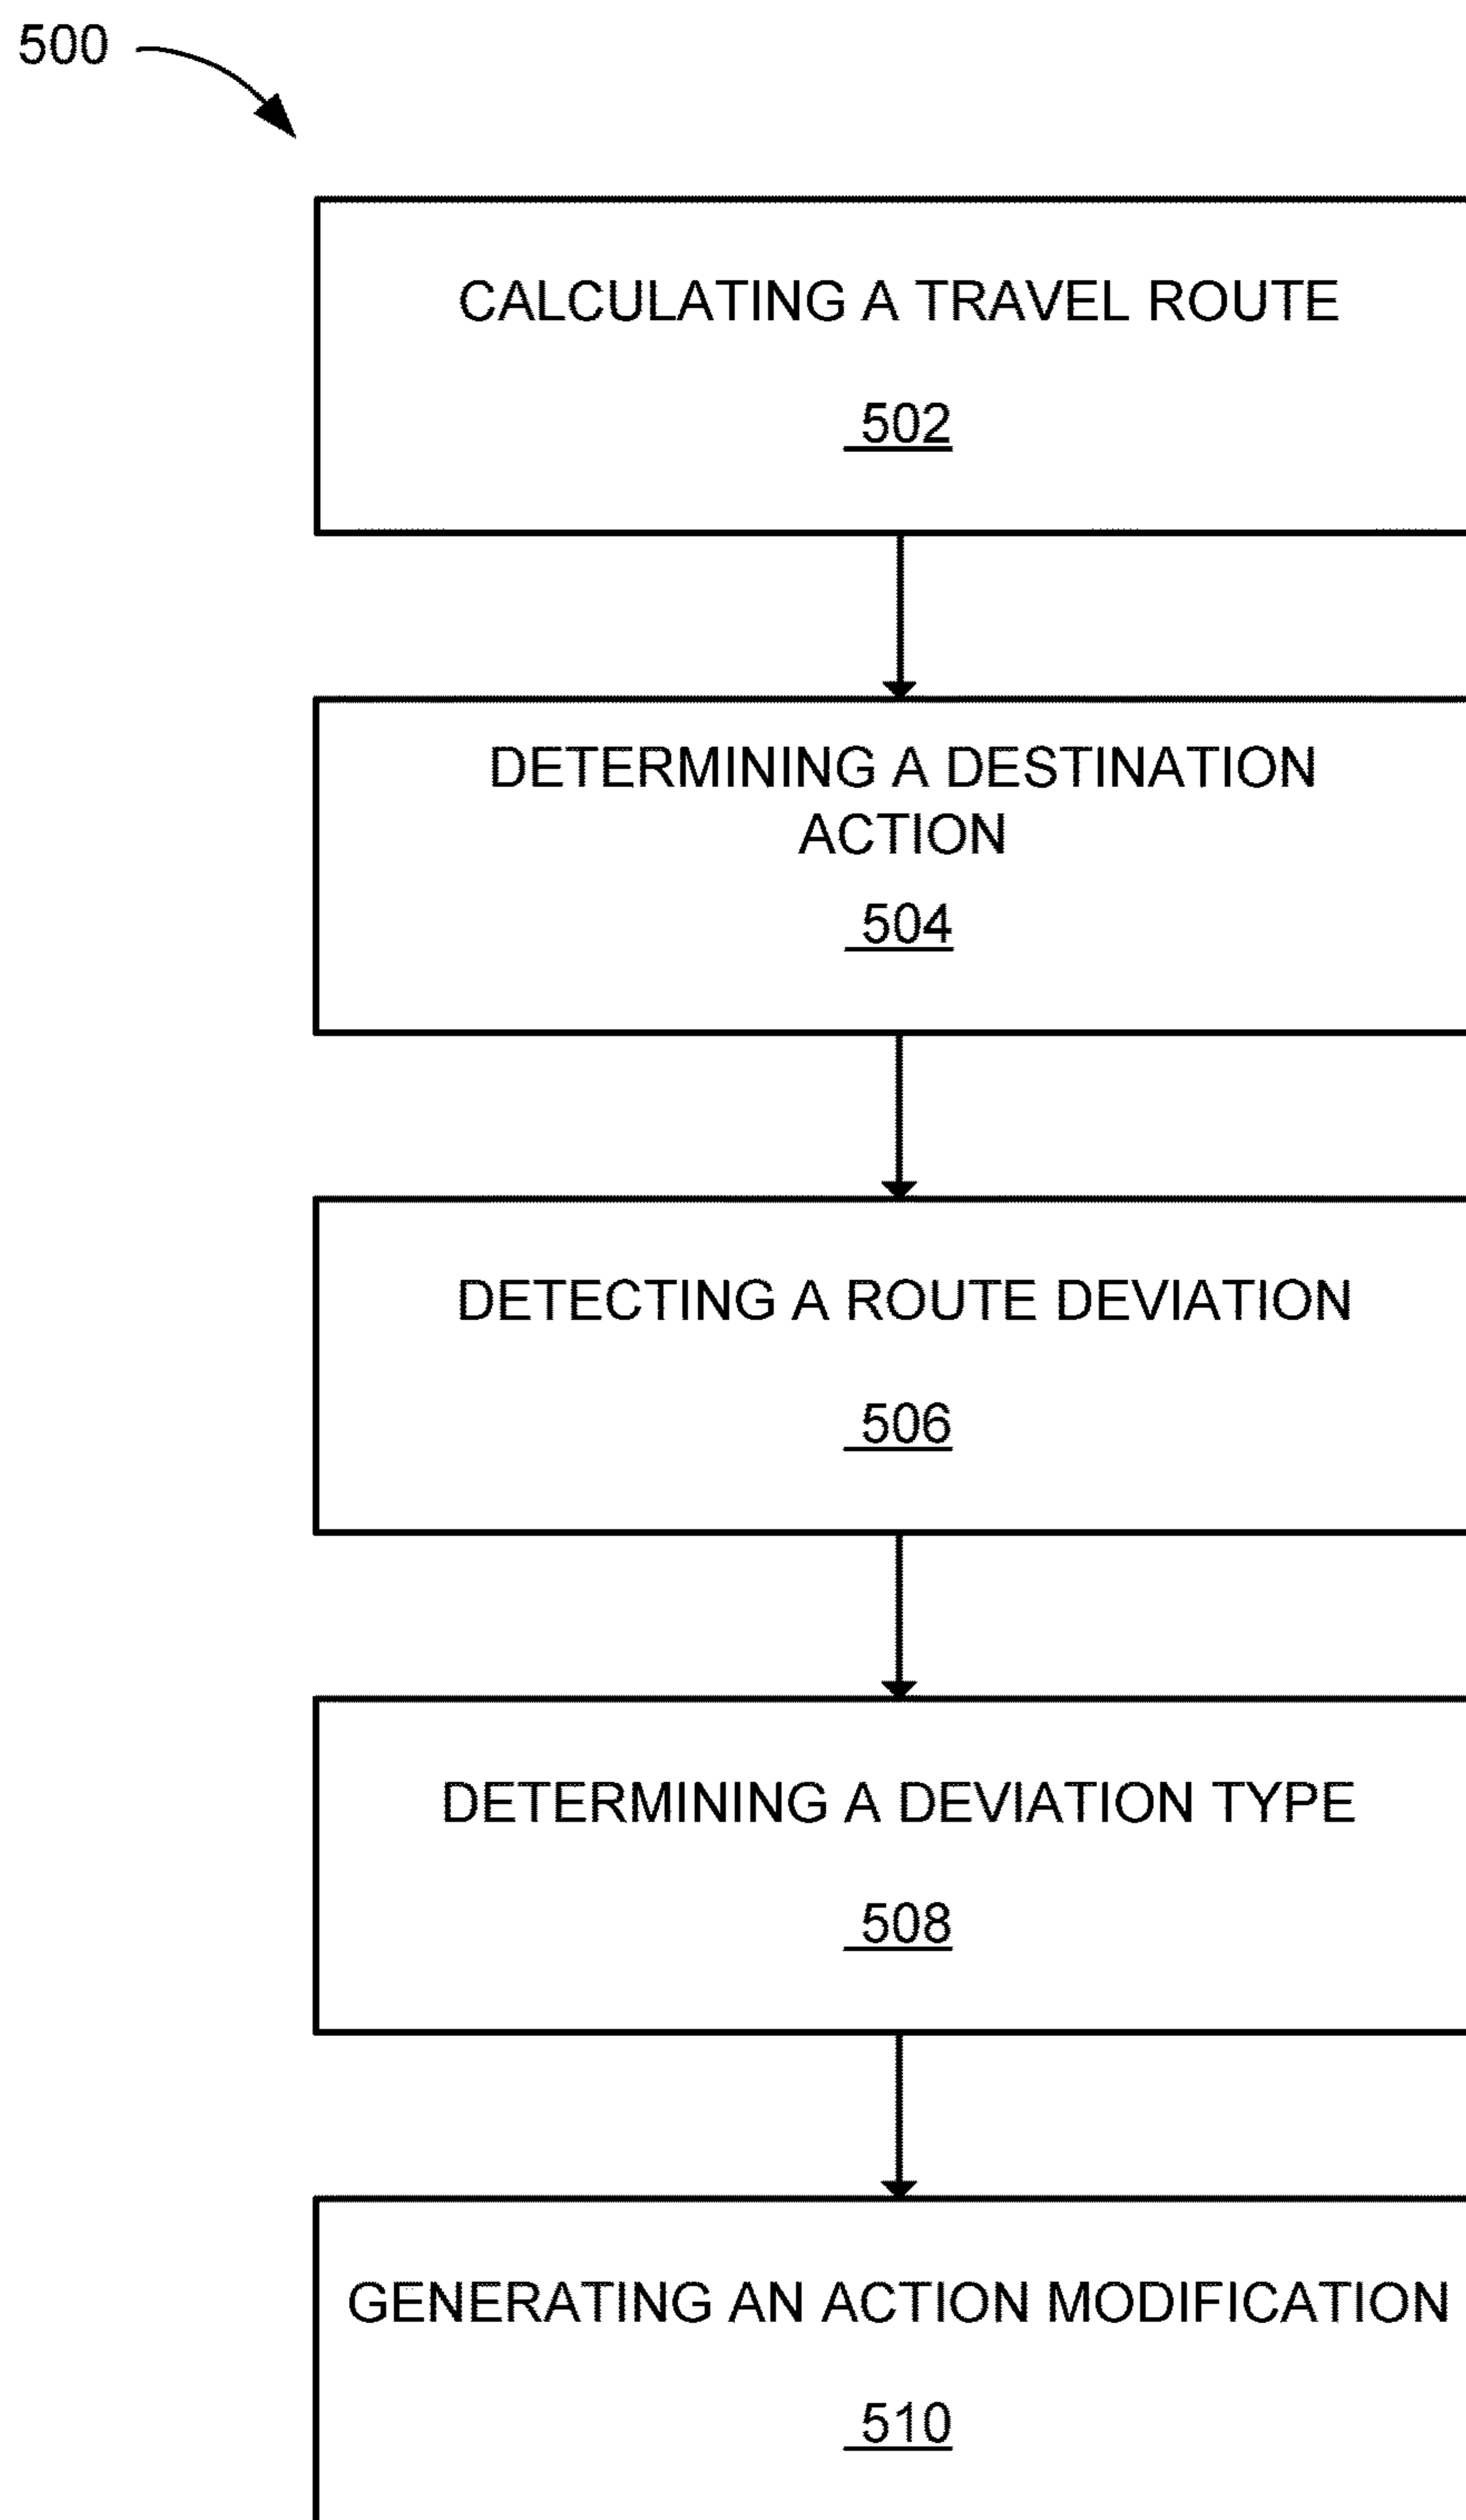 500
CALCULATING A TRAVEL ROUTE
502
DETERMINING A DESTINATION
ACTION
504
DETECTING A ROUTE DEVIATION
506
DETERMINING A DEVIATION TYPE
508
GENERATING AN ACTION MODIFICATION
510